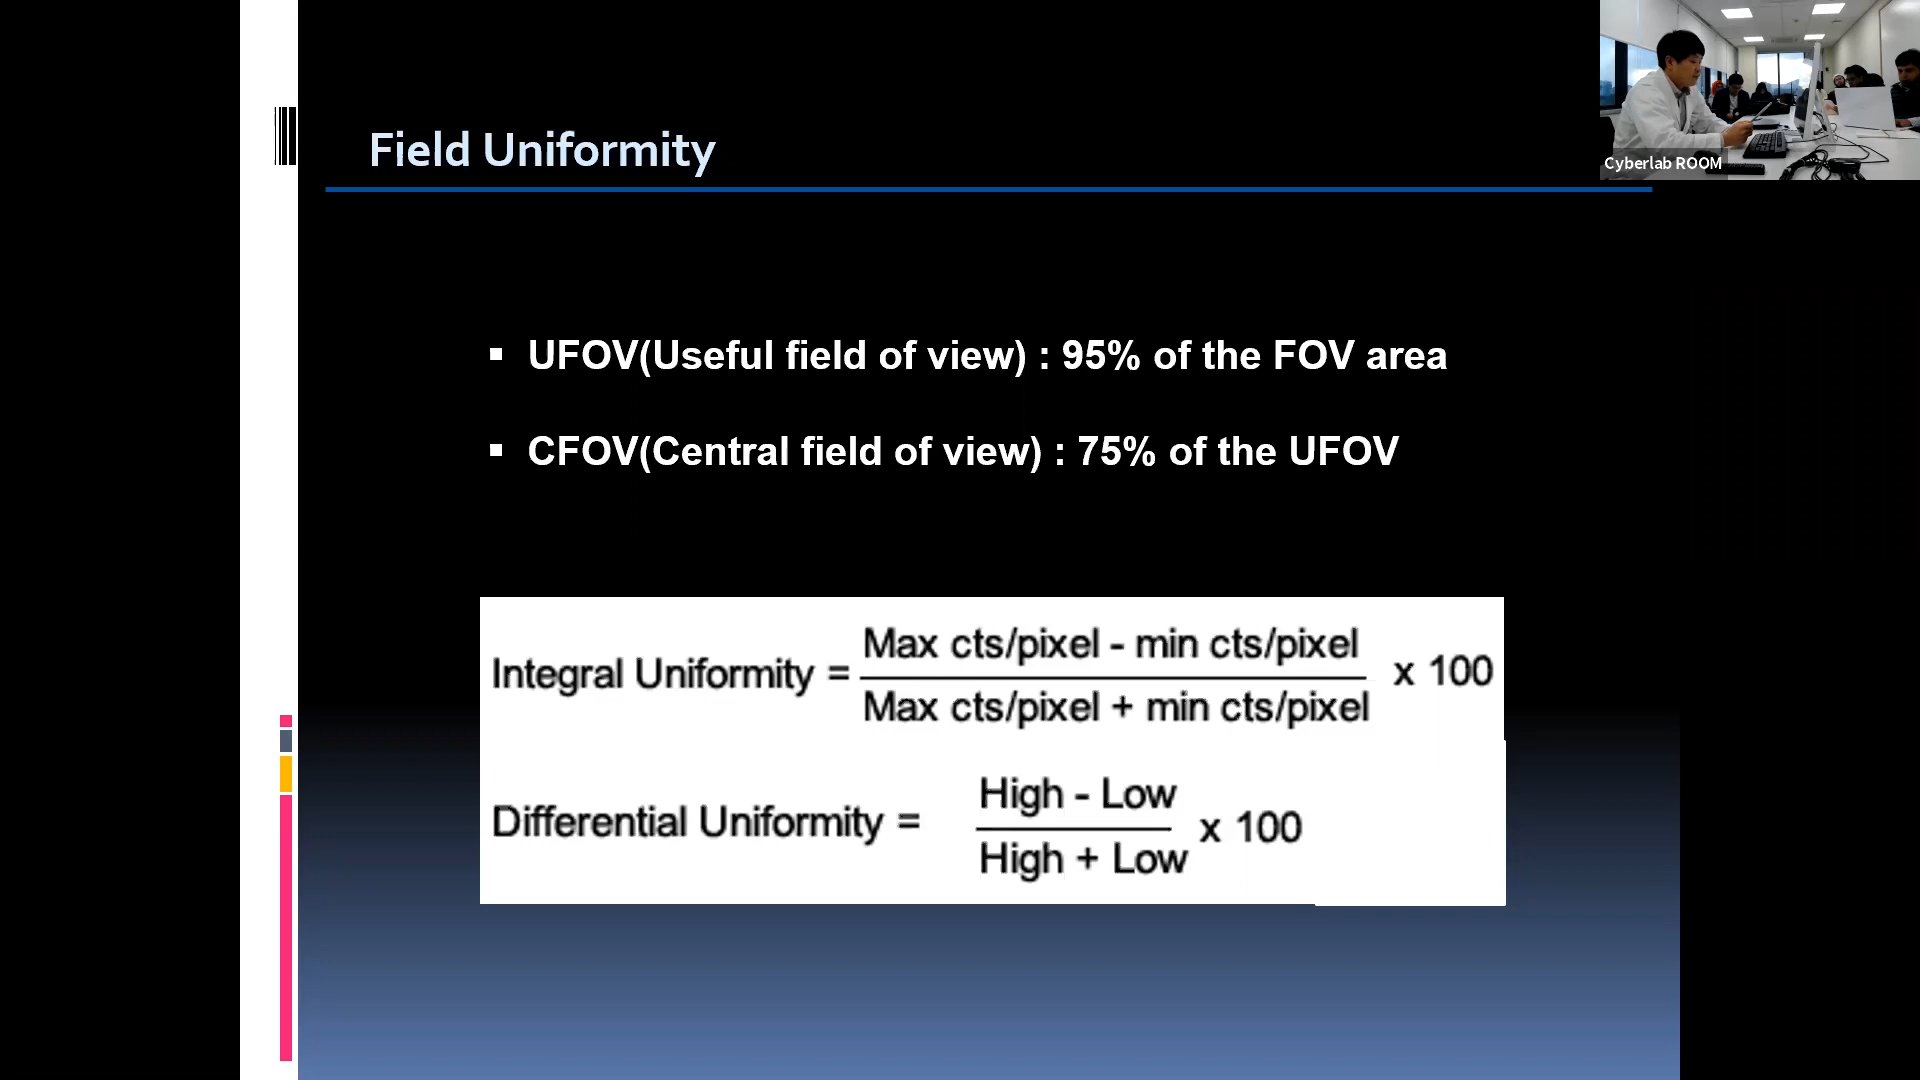 Field Uniformity
Cyberlab ROOM
▪ UFOV(Useful field of view) : 95% of the FOV area
▪ CFOV(Central field of view) : 75% of the UFOV
Integral Uniformity = Max cts/pixel - min cts/pixel x 100
Max cts/pixel + min cts/pixel
Differential Uniformity = High - Low x 100
High + Low